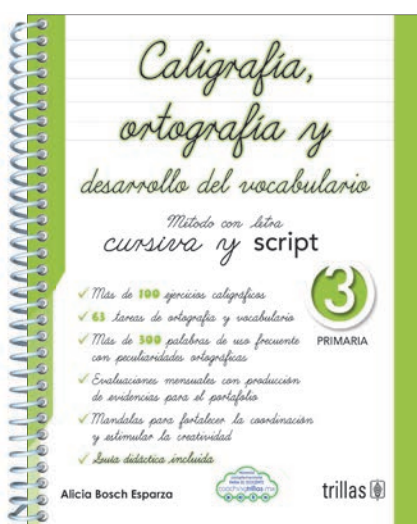 Caligrafía,
ortografía y
desarrollo del vocabulario
Método con letra
cursiva y script
3
PRIMARIA
✓ Más de 100 ejercicios caligráficos
✓ 63 tareas de ortografía y vocabulario
✓ Más de 300 palabras de uso frecuente
con peculiaridades ortográficas
✓ Evaluaciones mensuales con producción
de evidencias para el portafolio
✓ Mandalas para fortalecer la coordinación
y estimular la creatividad
✓ Guía didáctica incluida
Alicia Bosch Esparza
trillas